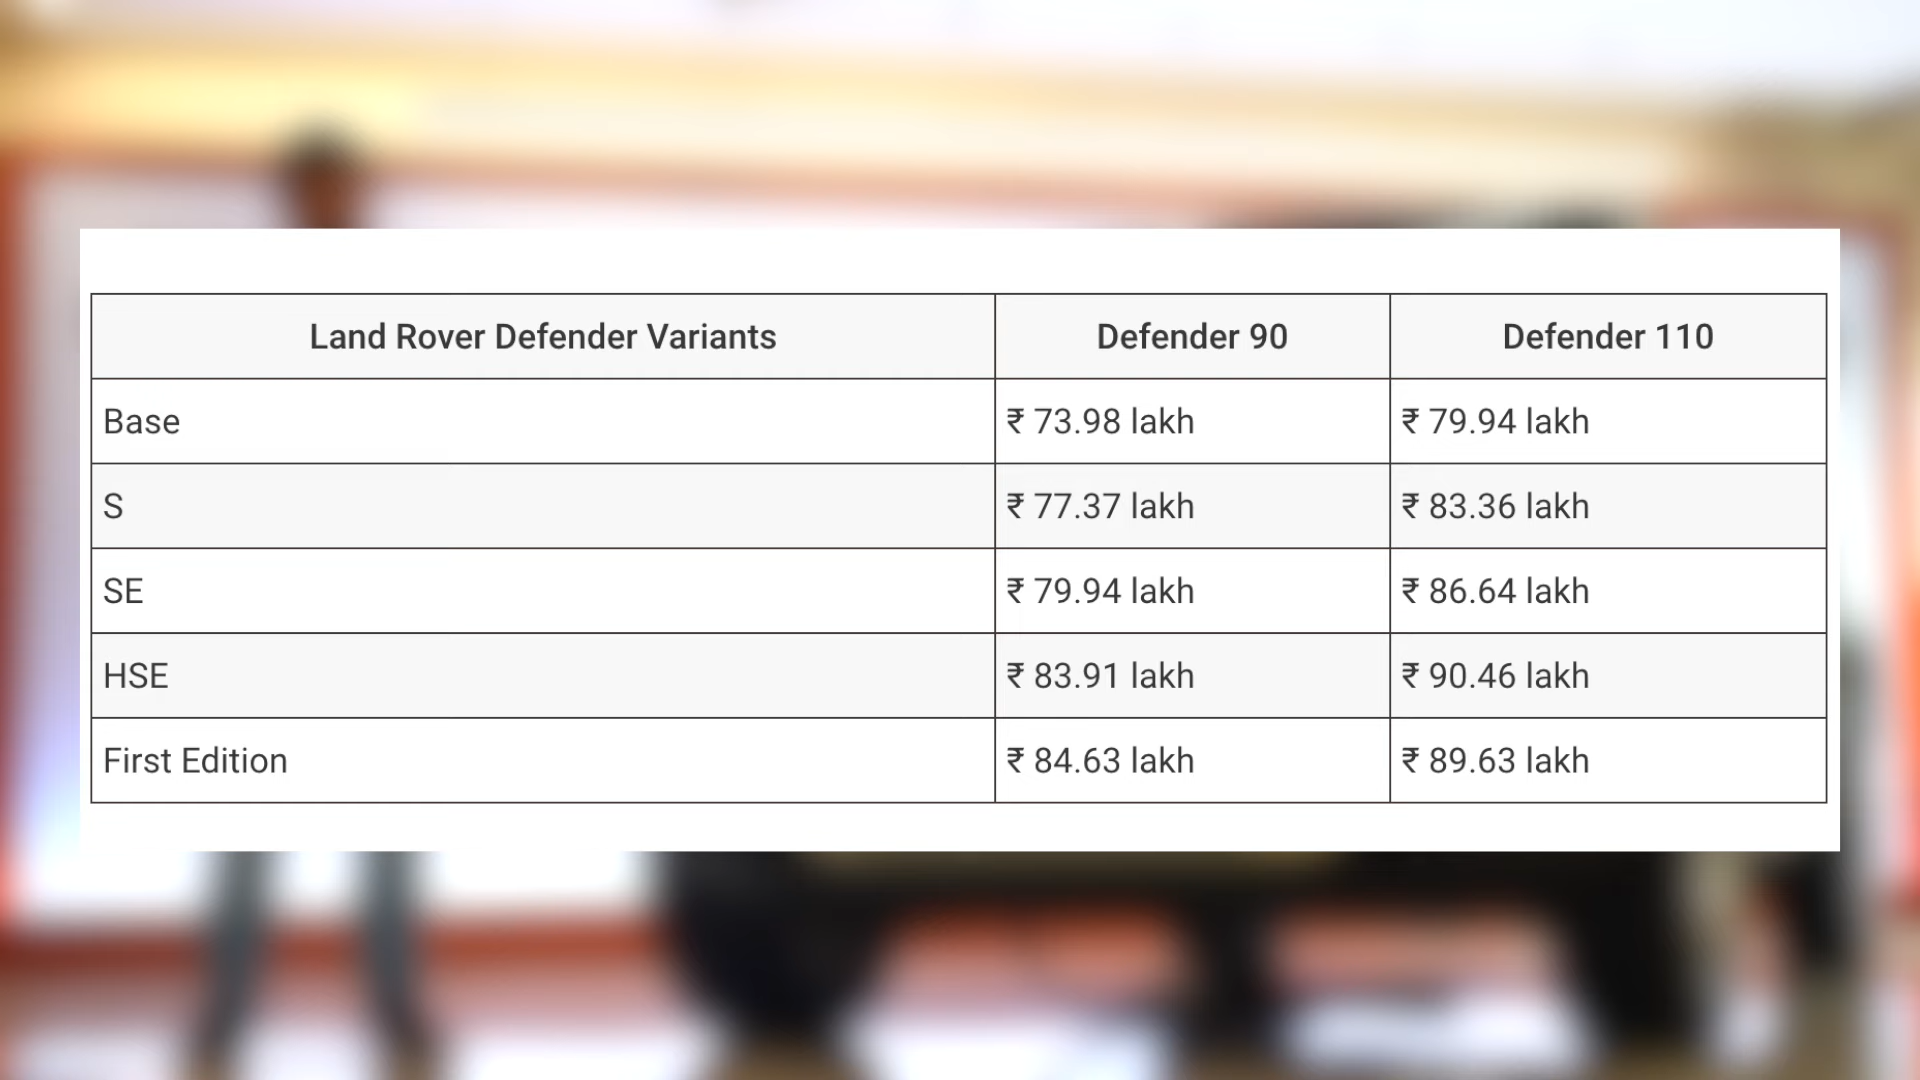 Land Rover Defender Variants Defender 90 Defender 110
Base ₹ 73.98 lakh ₹ 79.94 lakh
S ₹ 77.37 lakh ₹ 83.36 lakh
SE ₹ 79.94 lakh ₹ 86.64 lakh
HSE ₹ 83.91 lakh ₹ 90.46 lakh
First Edition ₹ 84.63 lakh ₹ 89.63 lakh